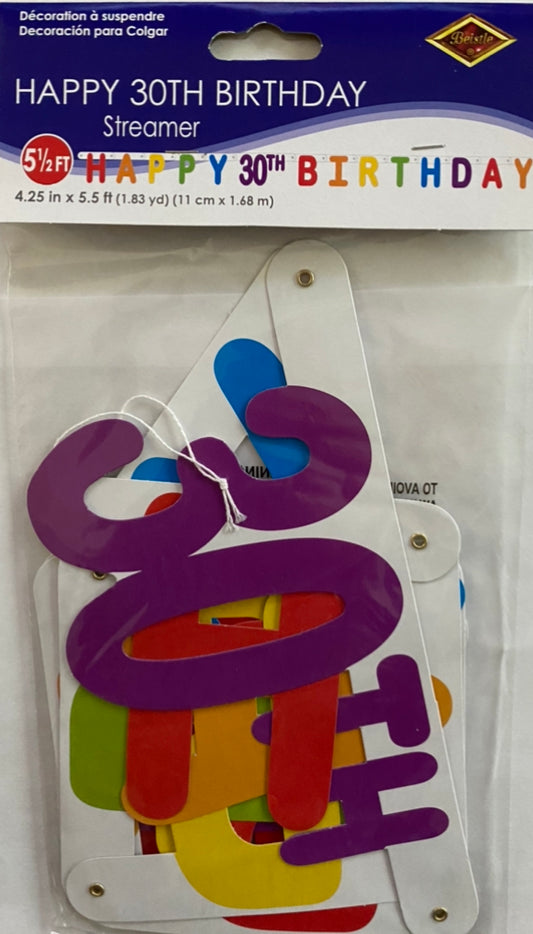 Décoration à suspendre
Decoración para Colgar
Beistle
HAPPY 30TH BIRTHDAY
Streamer
5½ FT
HAPPY 30TH BIRTHDAY
4.25 in x 5.5 ft (1.83 yd) (11 cm x 1.68 m)
30TH